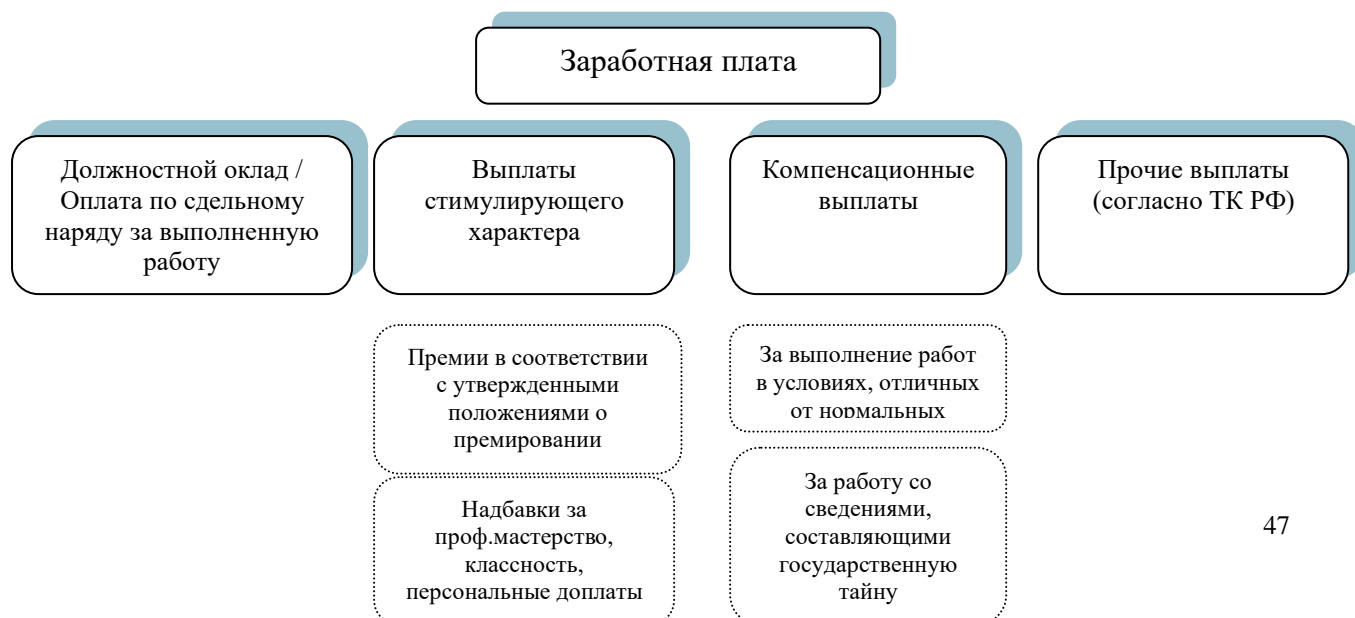 Заработная плата
Должностной оклад /
Оплата по сдельному
наряду за выполненную
работу
Выплаты
стимулирующего
характера
Компенсационные
выплаты
Прочие выплаты
(согласно ТК РФ)
Премии в соответствии
с утвержденными
положениями о
премировании
Надбавки за
проф.мастерство,
классность,
персональные доплаты
За выполнение работ
в условиях, отличных
от нормальных
За работу со
сведениями,
составляющими
государственную
тайну
47